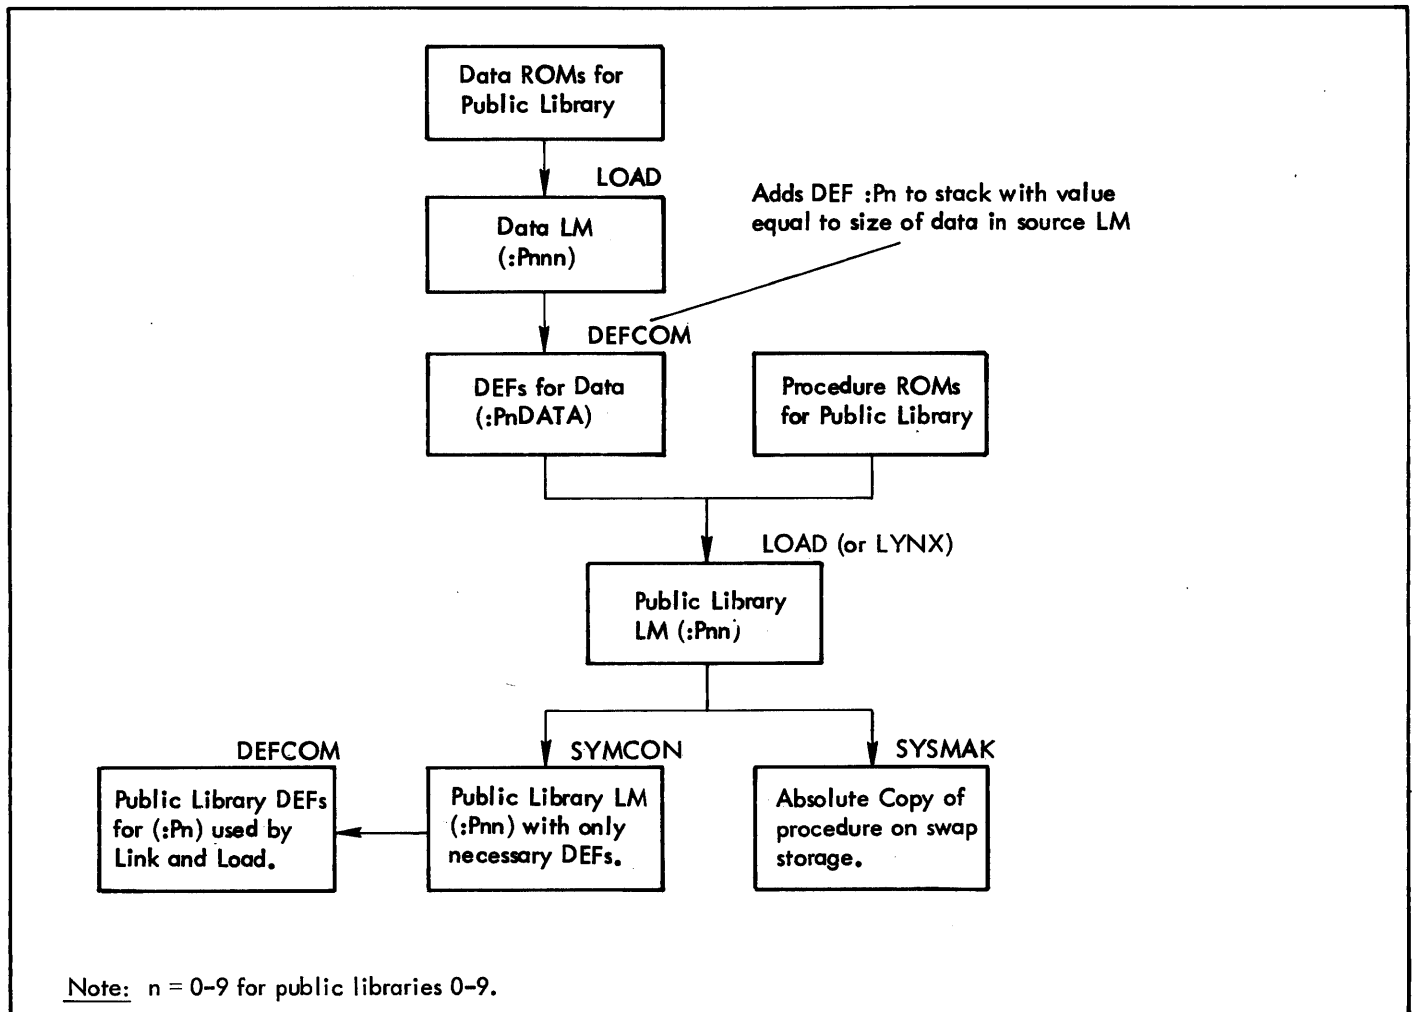 Data ROMs for
Public Library
LOAD
Data LM
(:Pnnn)
Adds DEF :Pn to stack with value
equal to size of data in source LM
DEFCOM
DEFs for Data
(:PnDATA)
Procedure ROMs
for Public Library
LOAD (or LYNX)
Public Library
LM (:Pnn)
DEFCOM
SYMCON
SYSMAK
Public Library DEFs
for (:Pn) used by
Link and Load.
Public Library LM
(:Pnn) with only
necessary DEFs.
Absolute Copy of
procedure on swap
storage.
Note: n = 0-9 for public libraries 0-9.